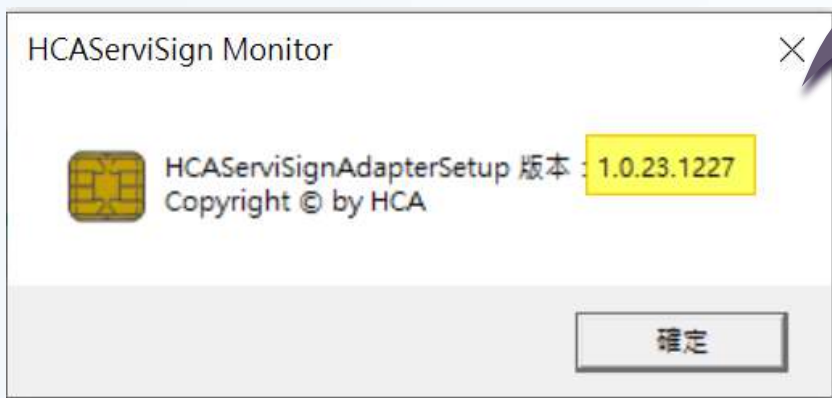 HCAServiSign Monitor
HCAServiSignAdapterSetup 版本：1.0.23.1227
Copyright © by HCA
確定